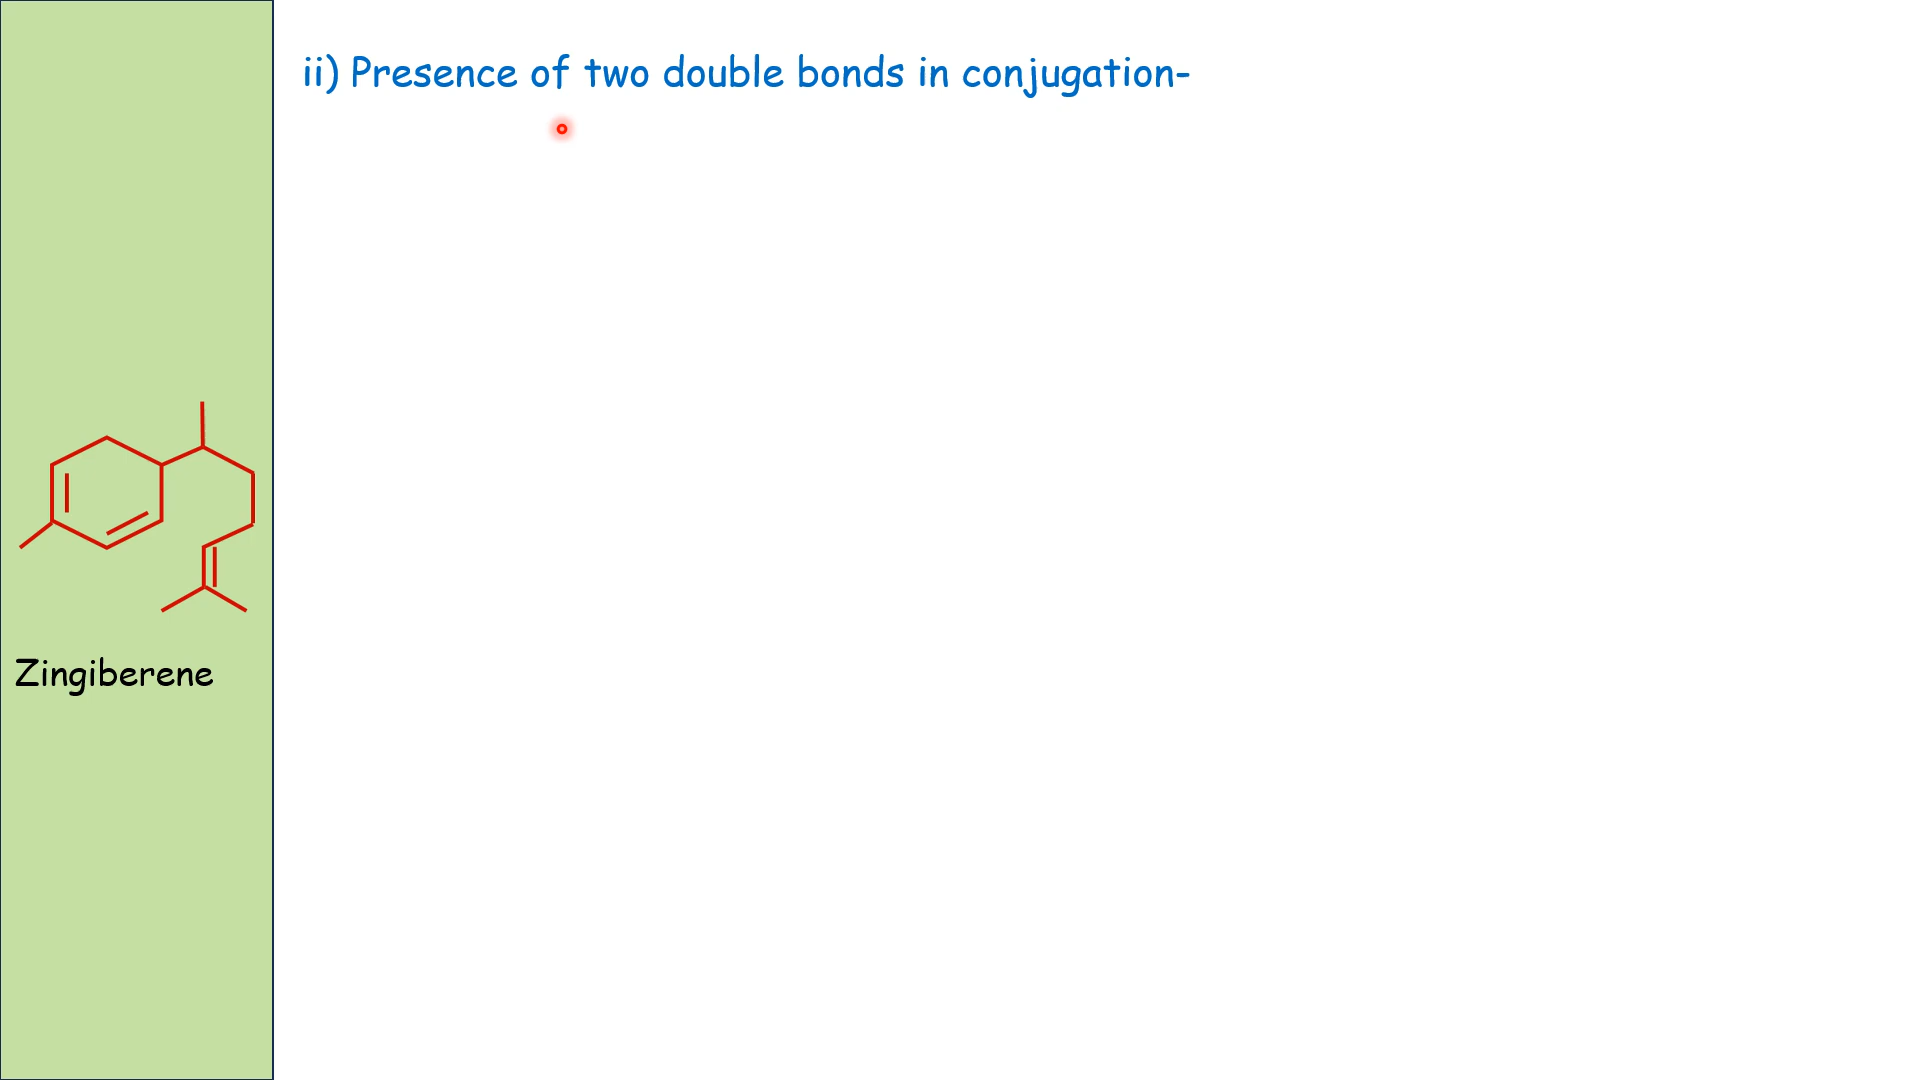 ii) Presence of two double bonds in conjugation-
Zingiberene